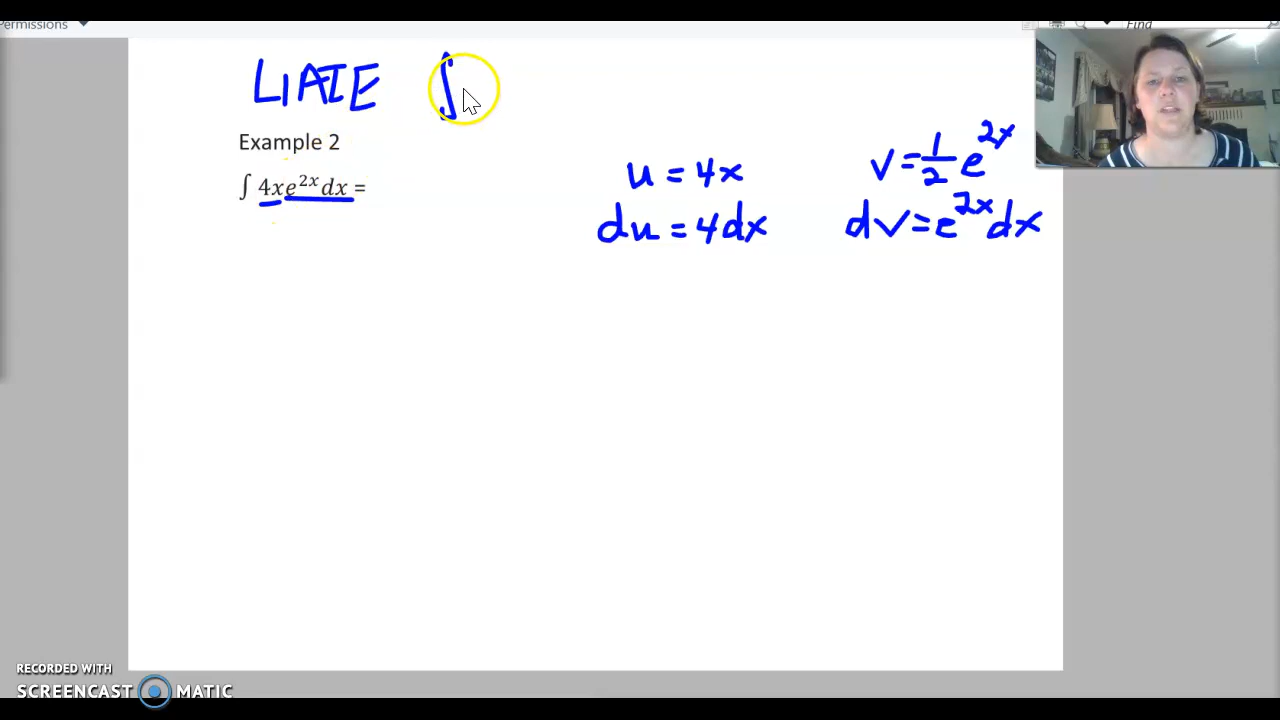 Permissions
Find
LIATE ∫
Example 2
∫ 4xe^{2x}dx =
u = 4x
v = 1/2 e^{2x}
du = 4dx
dv = e^{2x}dx
RECORDED WITH
SCREENCAST MATIC